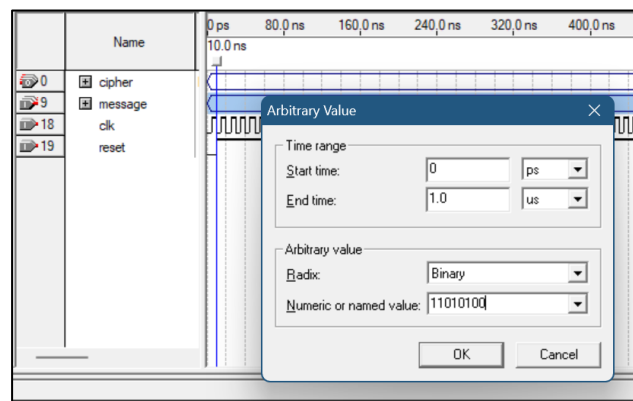 0 ps 80.0 ns 160.0 ns 240.0 ns 320.0 ns 400.0 ns
Name
10.0 ns
0 cipher
9 message
18 clk
19 reset
Arbitrary Value
Time range
Start time: 0 ps
End time: 1.0 us
Arbitrary value
Radix: Binary
Numeric or named value: 11010100
OK Cancel